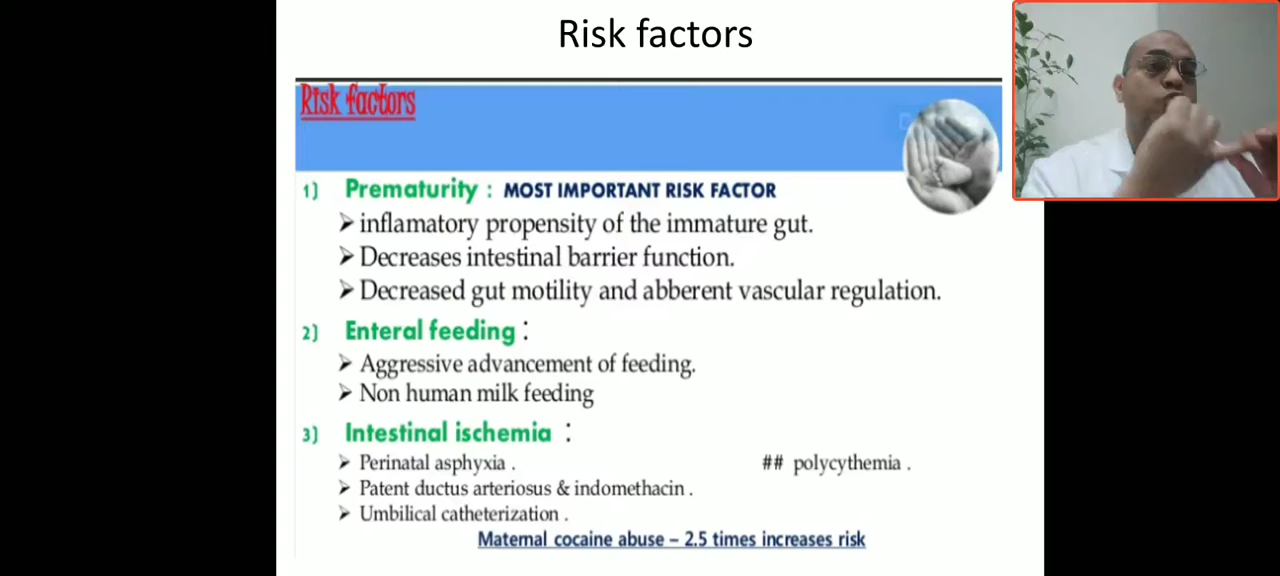 Risk factors
Risk factors
1) Prematurity : MOST IMPORTANT RISK FACTOR
➢ inflamatory propensity of the immature gut.
➢ Decreases intestinal barrier function.
➢ Decreased gut motility and abberent vascular regulation.
2) Enteral feeding :
➢ Aggressive advancement of feeding.
➢ Non human milk feeding
3) Intestinal ischemia :
➢ Perinatal asphyxia . ## polycythemia .
➢ Patent ductus arteriosus & indomethacin .
➢ Umbilical catheterization .
Maternal cocaine abuse – 2.5 times increases risk